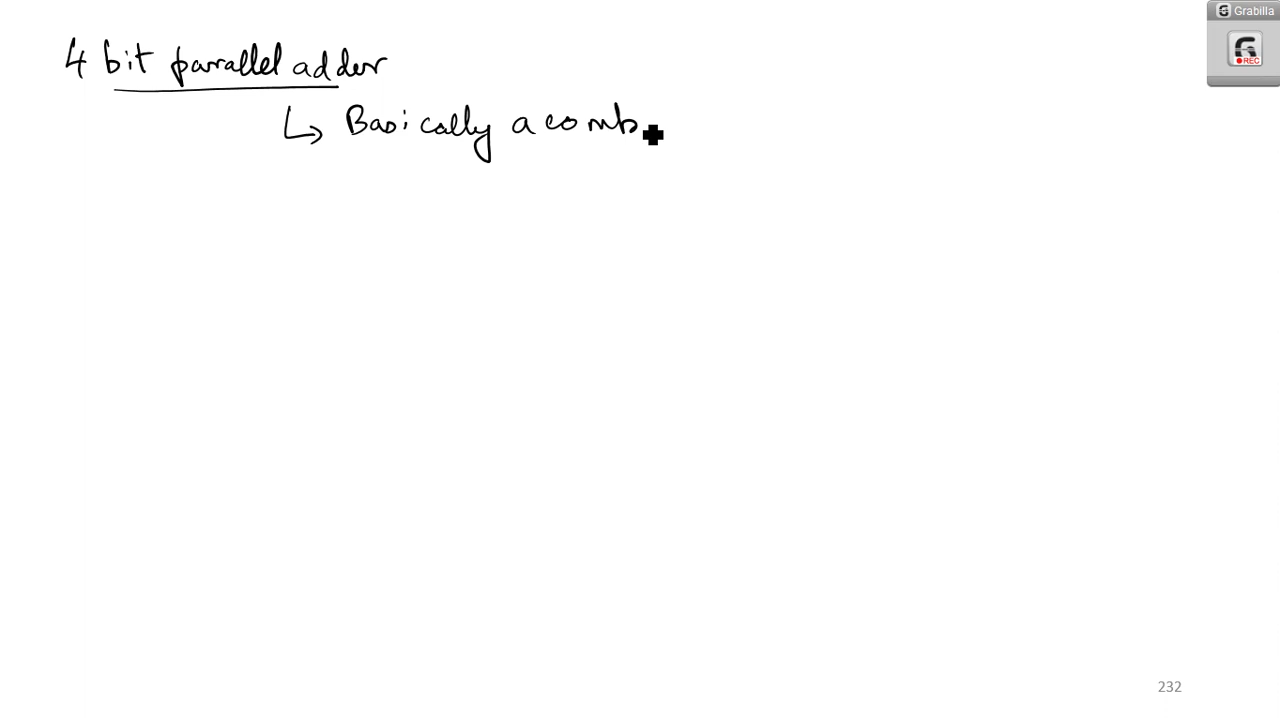 4 bit parallel adder
↳ Basically a comb
Grabilla
REC
232